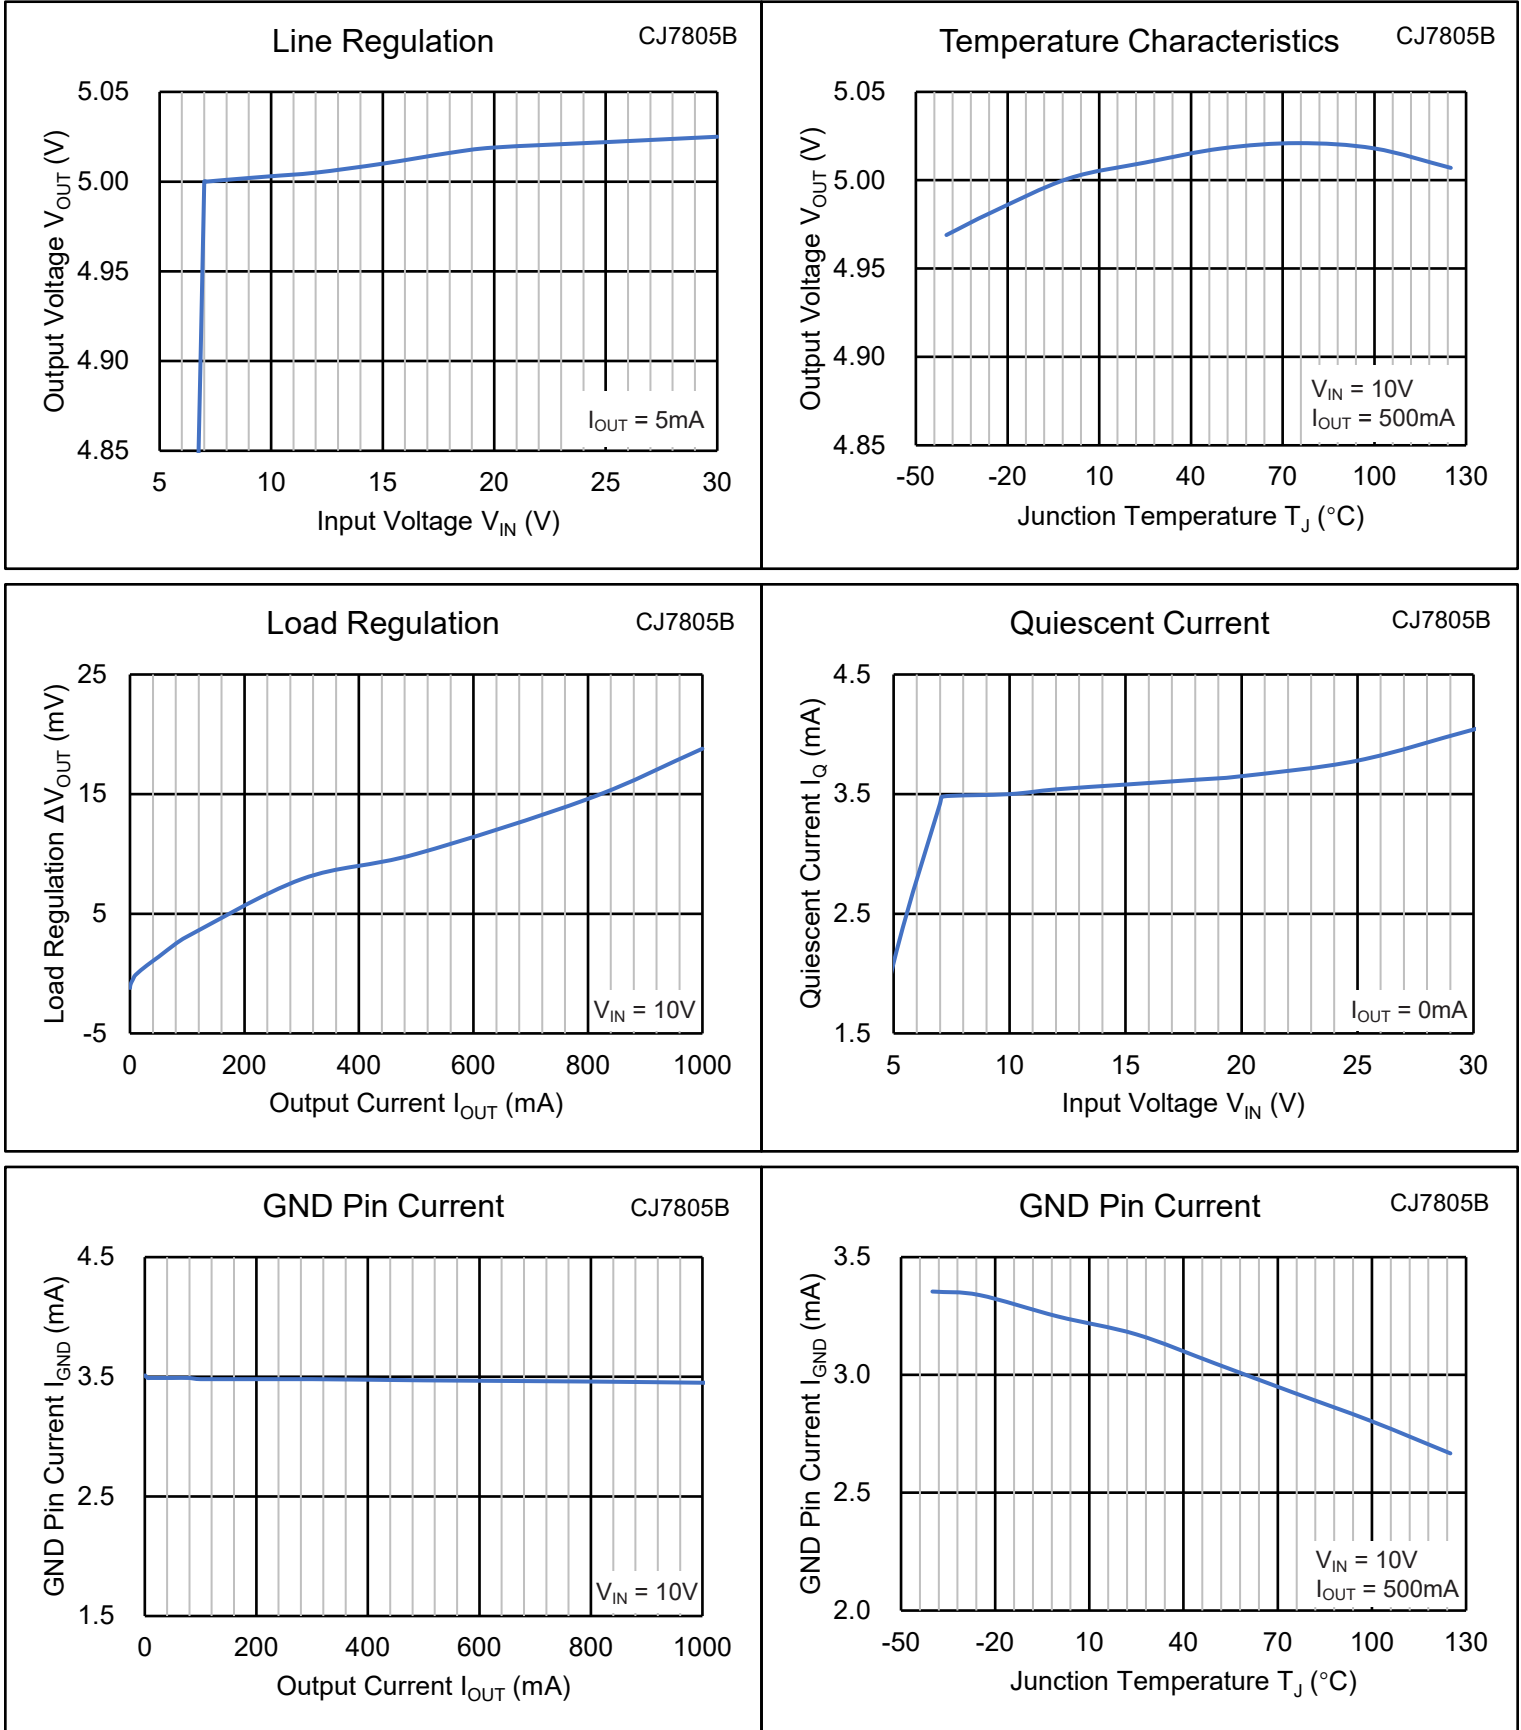 Line Regulation CJ7805B
5.05
5.00
4.95
4.90
4.85
Output Voltage VOUT (V)
IOUT = 5mA
5 10 15 20 25 30
Input Voltage VIN (V)
Temperature Characteristics CJ7805B
5.05
5.00
4.95
4.90
4.85
Output Voltage VOUT (V)
VIN = 10V
IOUT = 500mA
-50 -20 10 40 70 100 130
Junction Temperature TJ (°C)
Load Regulation CJ7805B
25
15
5
-5
Load Regulation ΔVOUT (mV)
VIN = 10V
0 200 400 600 800 1000
Output Current IOUT (mA)
Quiescent Current CJ7805B
4.5
3.5
2.5
1.5
Quiescent Current IQ (mA)
IOUT = 0mA
5 10 15 20 25 30
Input Voltage VIN (V)
GND Pin Current CJ7805B
4.5
3.5
2.5
1.5
GND Pin Current IGND (mA)
VIN = 10V
0 200 400 600 800 1000
Output Current IOUT (mA)
GND Pin Current CJ7805B
3.5
3.0
2.5
2.0
GND Pin Current IGND (mA)
VIN = 10V
IOUT = 500mA
-50 -20 10 40 70 100 130
Junction Temperature TJ (°C)